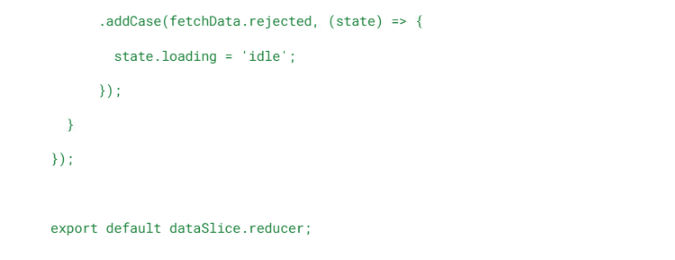 .addCase(fetchData.rejected, (state) => {
state.loading = 'idle';
});
}
});
export default dataSlice.reducer;